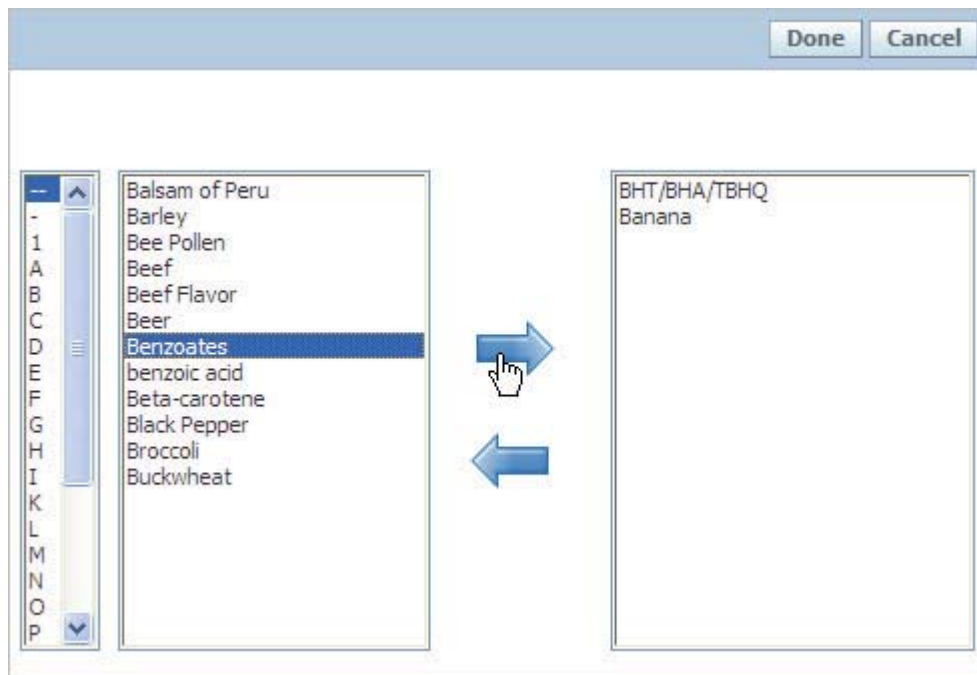 Done
Cancel
--
-
1
A
B
C
D
E
F
G
H
I
K
L
M
N
O
P
Balsam of Peru
Barley
Bee Pollen
Beef
Beef Flavor
Beer
Benzoates
benzoic acid
Beta-carotene
Black Pepper
Broccoli
Buckwheat
BHT/BHA/TBHQ
Banana